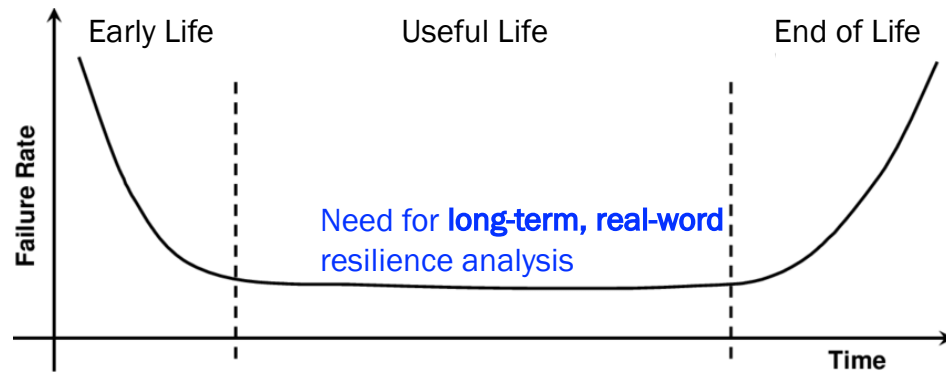 Early Life
Useful Life
End of Life
Failure Rate
Need for long-term, real-word
resilience analysis
Time